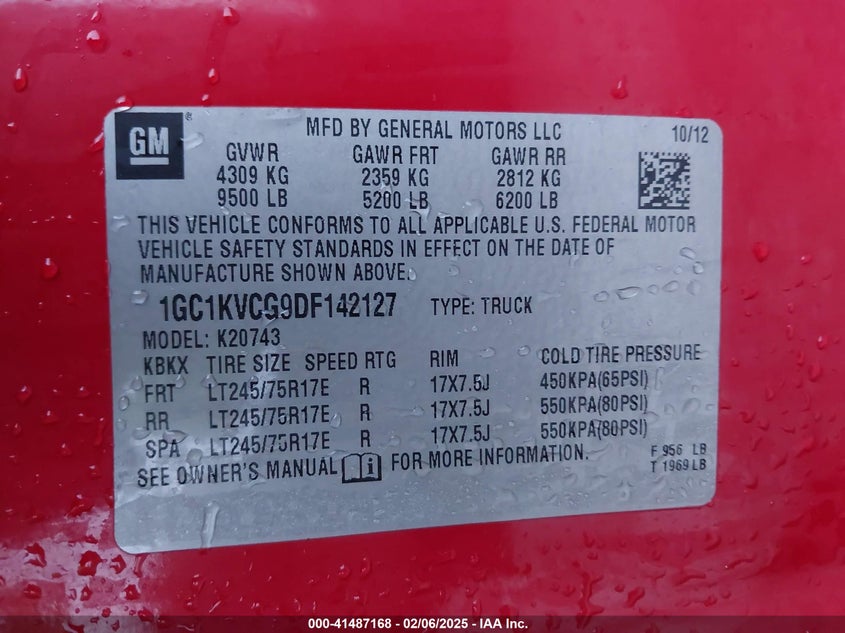 GM ® MFD BY GENERAL MOTORS LLC 10/12
GVWR GAWR FRT GAWR RR
4309 KG 2359 KG 2812 KG
9500 LB 5200 LB 6200 LB
THIS VEHICLE CONFORMS TO ALL APPLICABLE U.S. FEDERAL MOTOR
VEHICLE SAFETY STANDARDS IN EFFECT ON THE DATE OF
MANUFACTURE SHOWN ABOVE.
1GC1KVCG9DF142127 TYPE: TRUCK
MODEL: K20743
KBKX TIRE SIZE SPEED RTG RIM COLD TIRE PRESSURE
FRT LT245/75R17E R 17X7.5J 450KPA(65PSI)
RR LT245/75R17E R 17X7.5J 550KPA(80PSI)
SPA LT245/75R17E R 17X7.5J 550KPA(80PSI)
SEE OWNER'S MANUAL i FOR MORE INFORMATION.
F 956 LB
T 1969 LB
000-41487168 - 02/06/2025 - IAA Inc.